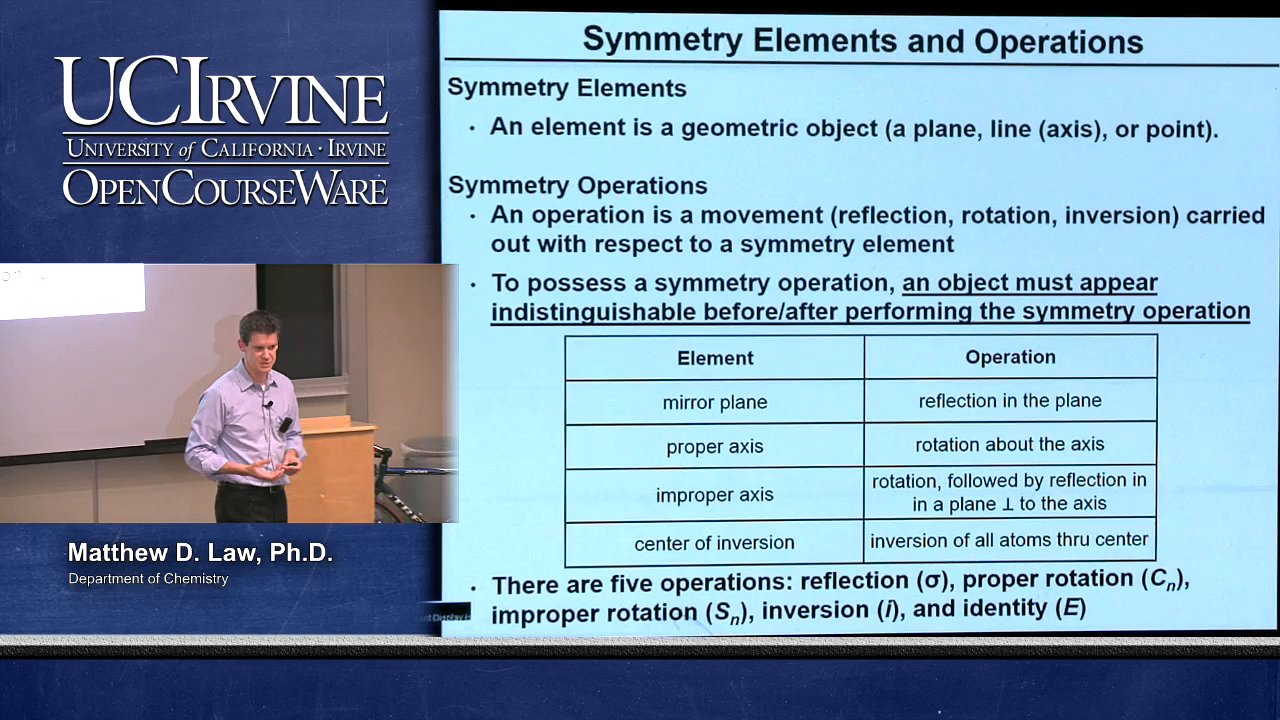 UCIRVINE
UNIVERSITY of CALIFORNIA · IRVINE
OPENCOURSEWARE
Matthew D. Law, Ph.D.
Department of Chemistry
Symmetry Elements and Operations
Symmetry Elements
· An element is a geometric object (a plane, line (axis), or point).
Symmetry Operations
· An operation is a movement (reflection, rotation, inversion) carried
out with respect to a symmetry element
· To possess a symmetry operation, an object must appear
indistinguishable before/after performing the symmetry operation
Element Operation
mirror plane reflection in the plane
proper axis rotation about the axis
improper axis rotation, followed by reflection in
in a plane ⊥ to the axis
center of inversion inversion of all atoms thru center
· There are five operations: reflection (σ), proper rotation (Cn),
improper rotation (Sn), inversion (i), and identity (E)